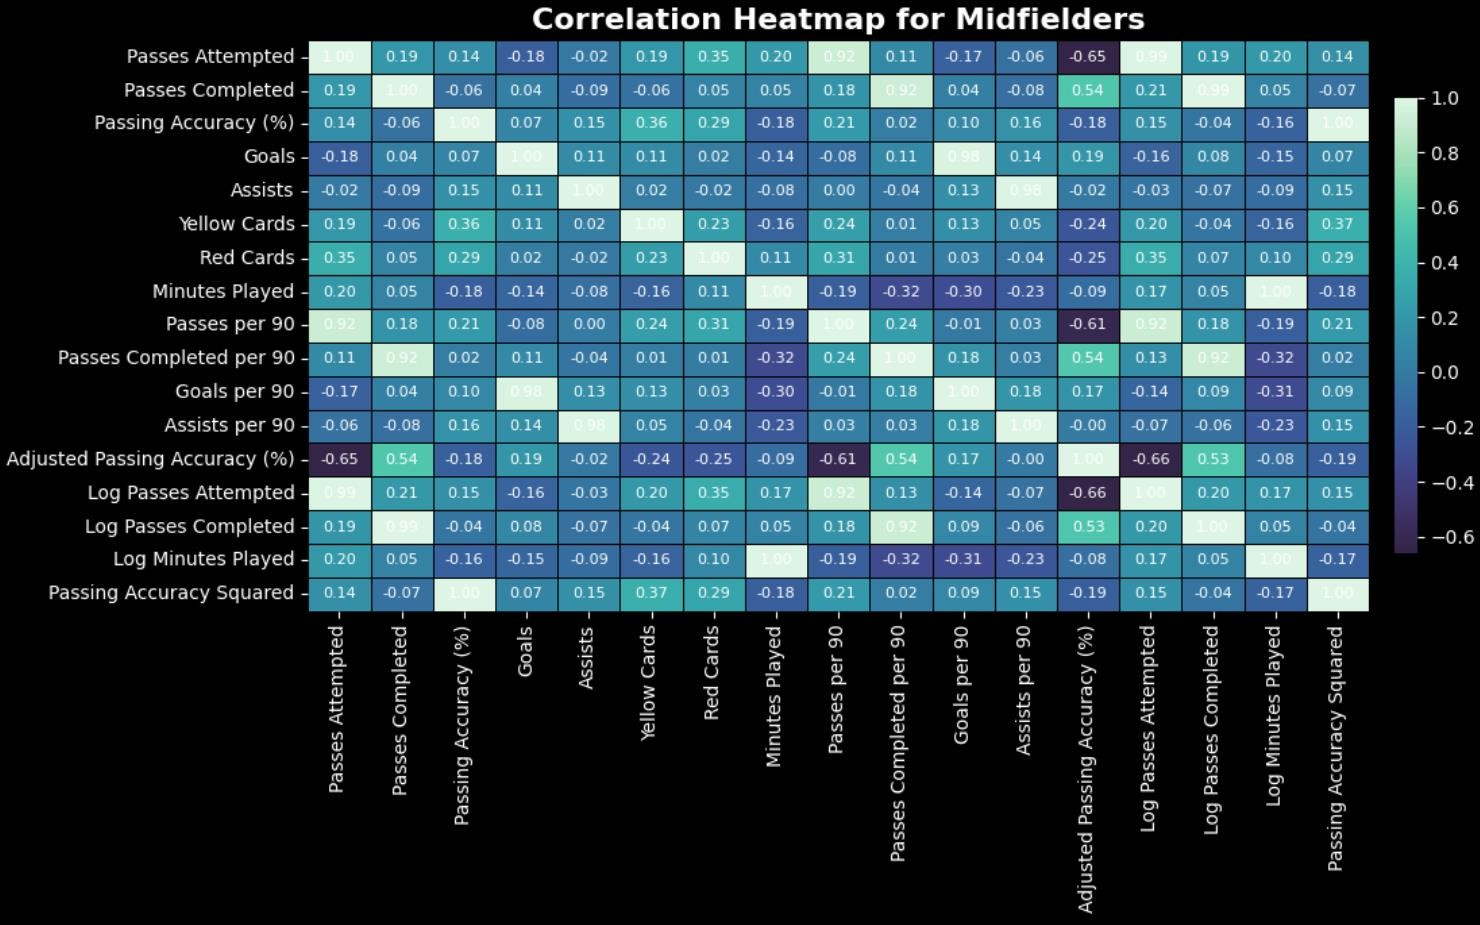 Correlation Heatmap for Midfielders
Passes Attempted 1.00 0.19 0.14 -0.18 -0.02 0.19 0.35 0.20 0.92 0.11 -0.17 -0.06 -0.65 0.99 0.19 0.20 0.14
Passes Completed 0.19 1.00 -0.06 0.04 -0.09 -0.06 0.05 0.05 0.18 0.92 0.04 -0.08 0.54 0.21 0.99 0.05 -0.07
Passing Accuracy (%) 0.14 -0.06 1.00 0.07 0.15 0.36 0.29 -0.18 0.21 0.02 0.10 0.16 -0.18 0.15 -0.04 -0.16 1.00
Goals -0.18 0.04 0.07 1.00 0.11 0.11 0.02 -0.14 -0.08 0.11 0.98 0.14 0.19 -0.16 0.08 -0.15 0.07
Assists -0.02 -0.09 0.15 0.11 1.00 0.02 -0.02 -0.08 0.00 -0.04 0.13 0.98 -0.02 -0.03 -0.07 -0.09 0.15
Yellow Cards 0.19 -0.06 0.36 0.11 0.02 1.00 0.23 -0.16 0.24 0.01 0.13 0.05 -0.24 0.20 -0.04 -0.16 0.37
Red Cards 0.35 0.05 0.29 0.02 -0.02 0.23 1.00 0.11 0.31 0.01 0.03 -0.04 -0.25 0.35 0.07 0.10 0.29
Minutes Played 0.20 0.05 -0.18 -0.14 -0.08 -0.16 0.11 1.00 -0.19 -0.32 -0.30 -0.23 -0.09 0.17 0.05 1.00 -0.18
Passes per 90 0.92 0.18 0.21 -0.08 0.00 0.24 0.31 -0.19 1.00 0.24 -0.01 0.03 -0.61 0.92 0.18 -0.19 0.21
Passes Completed per 90 0.11 0.92 0.02 0.11 -0.04 0.01 0.01 -0.32 0.24 1.00 0.18 0.03 0.54 0.13 0.92 -0.32 0.02
Goals per 90 -0.17 0.04 0.10 0.98 0.13 0.13 0.03 -0.30 -0.01 0.18 1.00 0.18 0.17 -0.14 0.09 -0.31 0.09
Assists per 90 -0.06 -0.08 0.16 0.14 0.98 0.05 -0.04 -0.23 0.03 0.03 0.18 1.00 -0.00 -0.07 -0.06 -0.23 0.15
Adjusted Passing Accuracy (%) -0.65 0.54 -0.18 0.19 -0.02 -0.24 -0.25 -0.09 -0.61 0.54 0.17 -0.00 1.00 -0.66 0.53 -0.08 -0.19
Log Passes Attempted 0.99 0.21 0.15 -0.16 -0.03 0.20 0.35 0.17 0.92 0.13 -0.14 -0.07 -0.66 1.00 0.20 0.17 0.15
Log Passes Completed 0.19 0.99 -0.04 0.08 -0.07 -0.04 0.07 0.05 0.18 0.92 0.09 -0.06 0.53 0.20 1.00 0.05 -0.04
Log Minutes Played 0.20 0.05 -0.16 -0.15 -0.09 -0.16 0.10 1.00 -0.19 -0.32 -0.31 -0.23 -0.08 0.17 0.05 1.00 -0.17
Passing Accuracy Squared 0.14 -0.07 1.00 0.07 0.15 0.37 0.29 -0.18 0.21 0.02 0.09 0.15 -0.19 0.15 -0.04 -0.17 1.00
Passes Attempted
Passes Completed
Passing Accuracy (%)
Goals
Assists
Yellow Cards
Red Cards
Minutes Played
Passes per 90
Passes Completed per 90
Goals per 90
Assists per 90
Adjusted Passing Accuracy (%)
Log Passes Attempted
Log Passes Completed
Log Minutes Played
Passing Accuracy Squared
1.0
0.8
0.6
0.4
0.2
0.0
−0.2
−0.4
−0.6